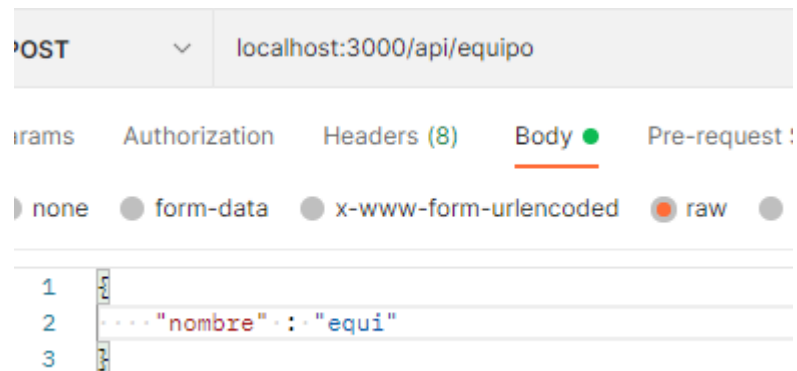 POST localhost:3000/api/equipo
arams Authorization Headers (8) Body Pre-request
none form-data x-www-form-urlencoded raw
1 {
2 "nombre" : "equi"
3 }